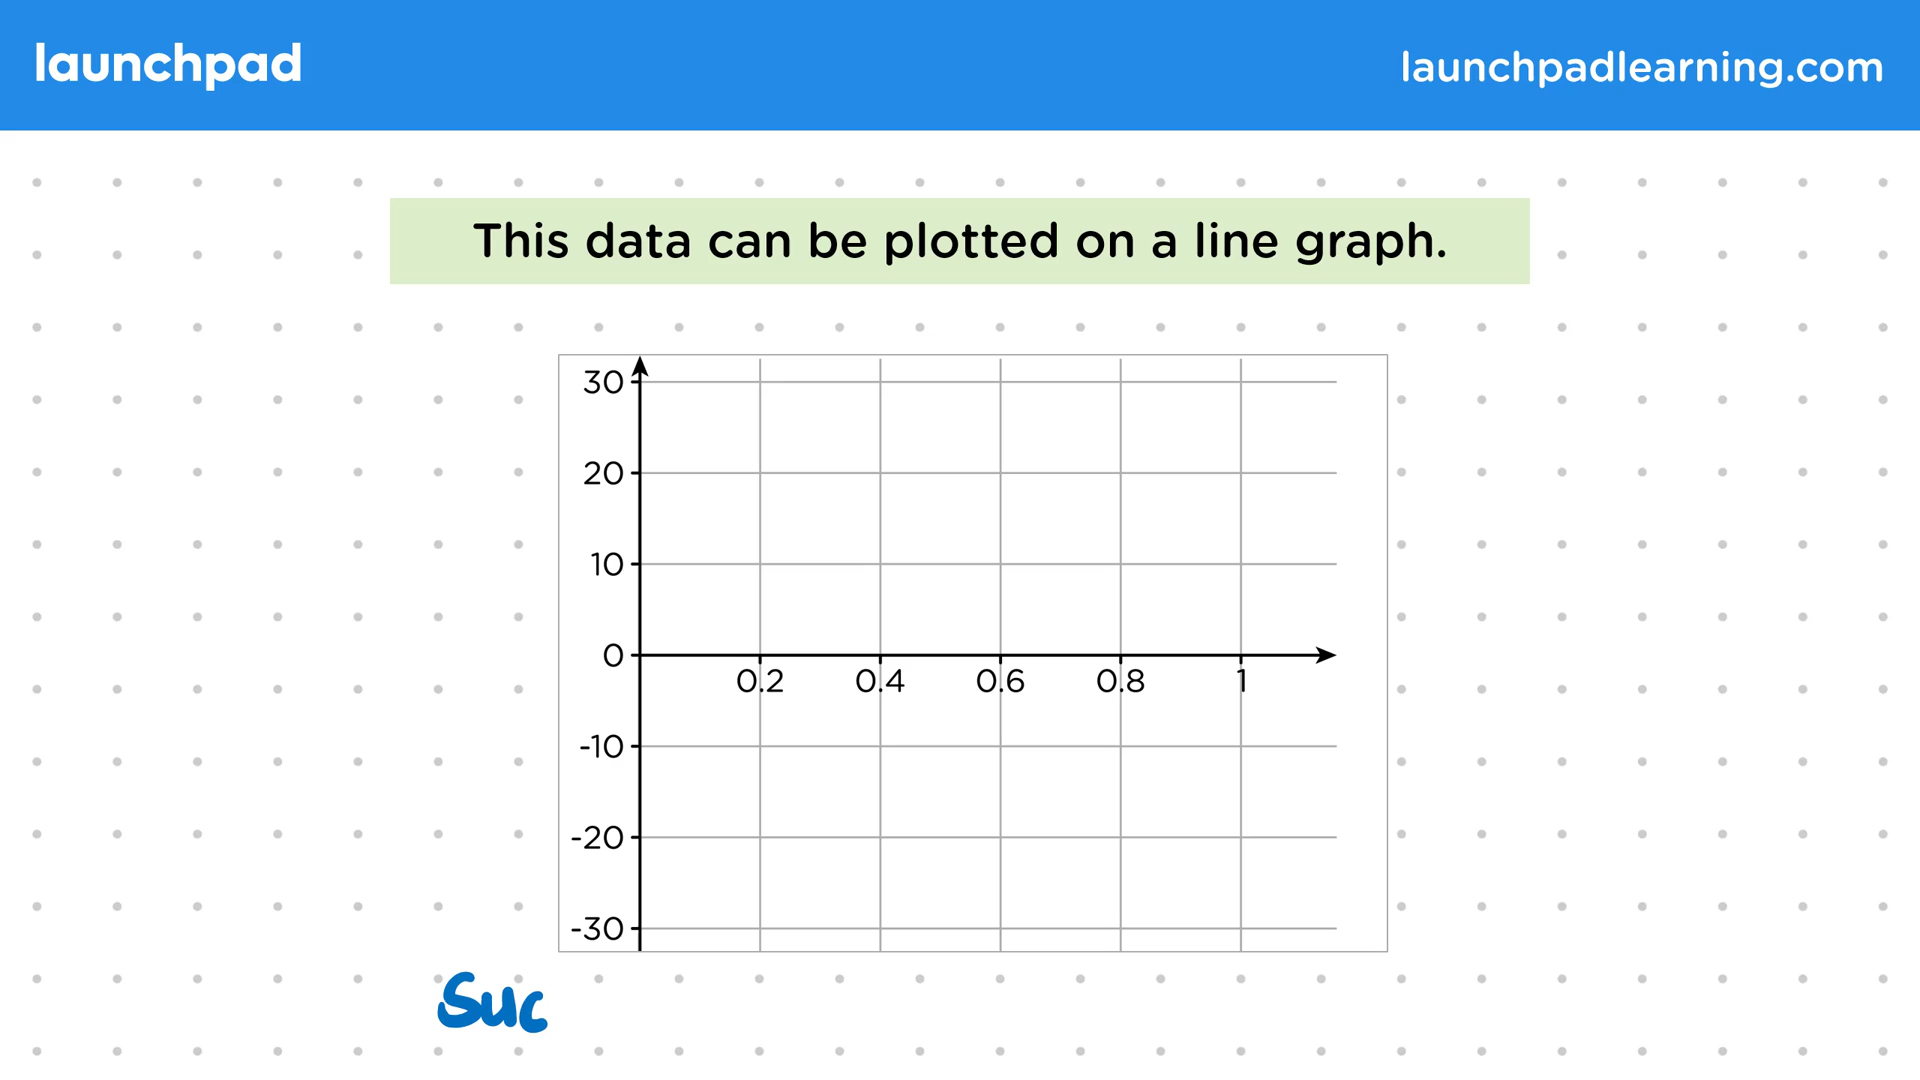 launchpad
launchpadlearning.com
This data can be plotted on a line graph.
30
20
10
0
0.2 0.4 0.6 0.8 1
-10
-20
-30
Suc